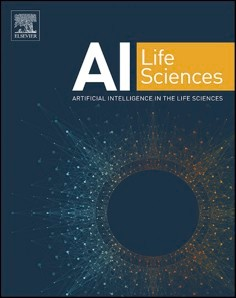 ELSEVIER
AI
Life
Sciences
ARTIFICIAL INTELLIGENCE IN THE LIFE SCIENCES